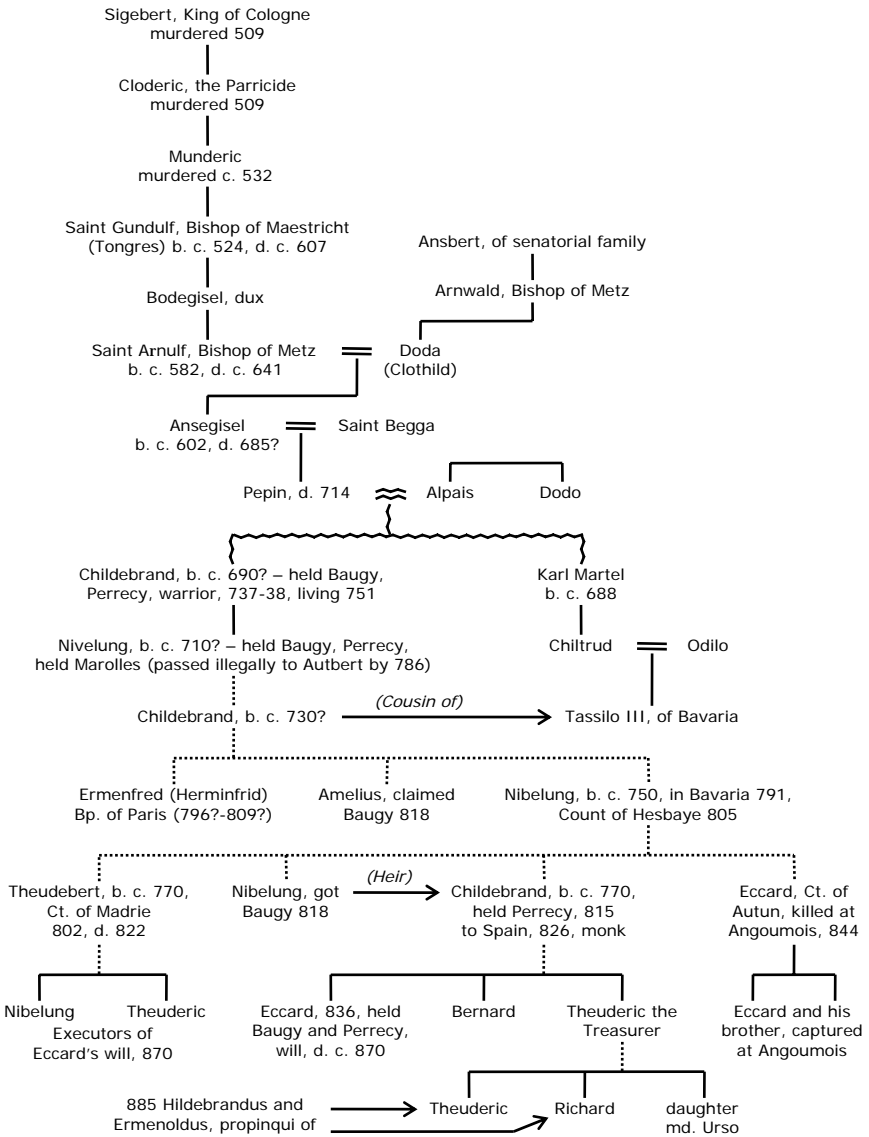 Sigebert, King of Cologne
murdered 509
Cloderic, the Parricide
murdered 509
Munderic
murdered c. 532
Saint Gundulf, Bishop of Maestricht
(Tongres) b. c. 524, d. c. 607
Ansbert, of senatorial family
Bodegisel, dux
Arnwald, Bishop of Metz
Saint Arnulf, Bishop of Metz
b. c. 582, d. c. 641
Doda
(Clothild)
Ansegisel
b. c. 602, d. 685?
Saint Begga
Pepin, d. 714
Alpais
Dodo
Childebrand, b. c. 690? – held Baugy,
Perrecy, warrior, 737-38, living 751
Karl Martel
b. c. 688
Nivelung, b. c. 710? – held Baugy, Perrecy,
held Marolles (passed illegally to Autbert by 786)
Chiltrud
Odilo
Childebrand, b. c. 730?
(Cousin of)
Tassilo III, of Bavaria
Ermenfred (Herminfrid)
Bp. of Paris (796?-809?)
Amelius, claimed
Baugy 818
Nibelung, b. c. 750, in Bavaria 791,
Count of Hesbaye 805
Theudebert, b. c. 770,
Ct. of Madrie
802, d. 822
Nibelung, got
Baugy 818
(Heir)
Childebrand, b. c. 770,
held Perrecy, 815
to Spain, 826, monk
Eccard, Ct. of
Autun, killed at
Angoumois, 844
Nibelung
Theuderic
Executors of
Eccard's will, 870
Eccard, 836, held
Baugy and Perrecy,
will, d. c. 870
Bernard
Theuderic the
Treasurer
Eccard and his
brother, captured
at Angoumois
885 Hildebrandus and
Ermenoldus, propinqui of
Theuderic
Richard
daughter
md. Urso